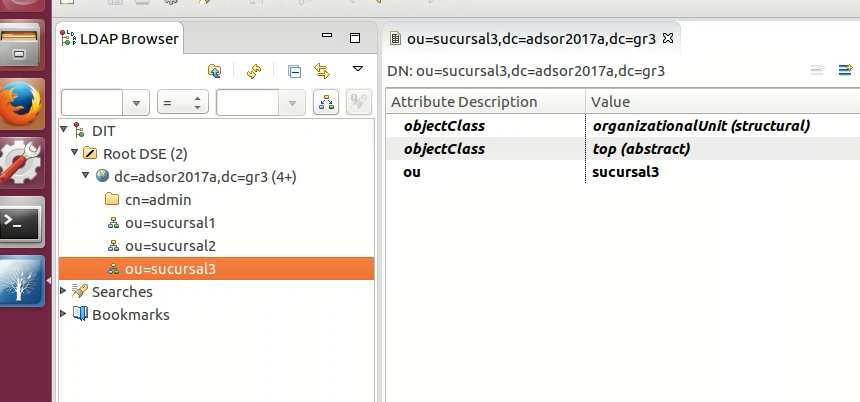 LDAP Browser
=
DIT
Root DSE (2)
dc=adsor2017a,dc=gr3 (4+)
cn=admin
ou=sucursal1
ou=sucursal2
ou=sucursal3
Searches
Bookmarks
ou=sucursal3,dc=adsor2017a,dc=gr3
DN: ou=sucursal3,dc=adsor2017a,dc=gr3
Attribute Description Value
objectClass organizationalUnit (structural)
objectClass top (abstract)
ou sucursal3